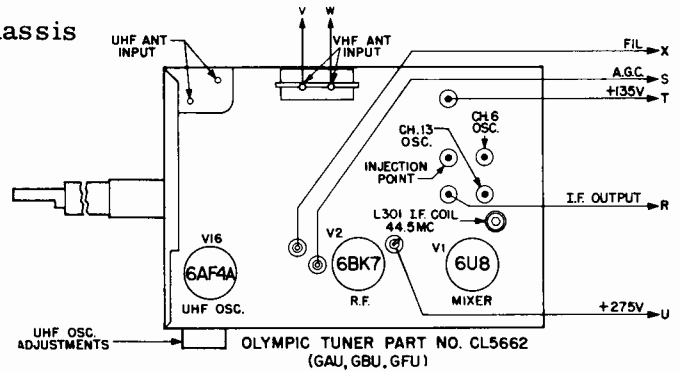 assis
V W
UHF ANT
INPUT
VHF ANT
INPUT
FIL. X
A.G.C. S
+135V T
CH.6
OSC.
CH.13
OSC.
INJECTION
POINT
I.F. OUTPUT R
L301 I.F. COIL
44.5MC
V16
6AF4A
UHF OSC.
V2
6BK7
R.F.
V1
6U8
MIXER
+275V U
UHF OSC.
ADJUSTMENTS
OLYMPIC TUNER PART NO. CL5662
(GAU, GBU, GFU)